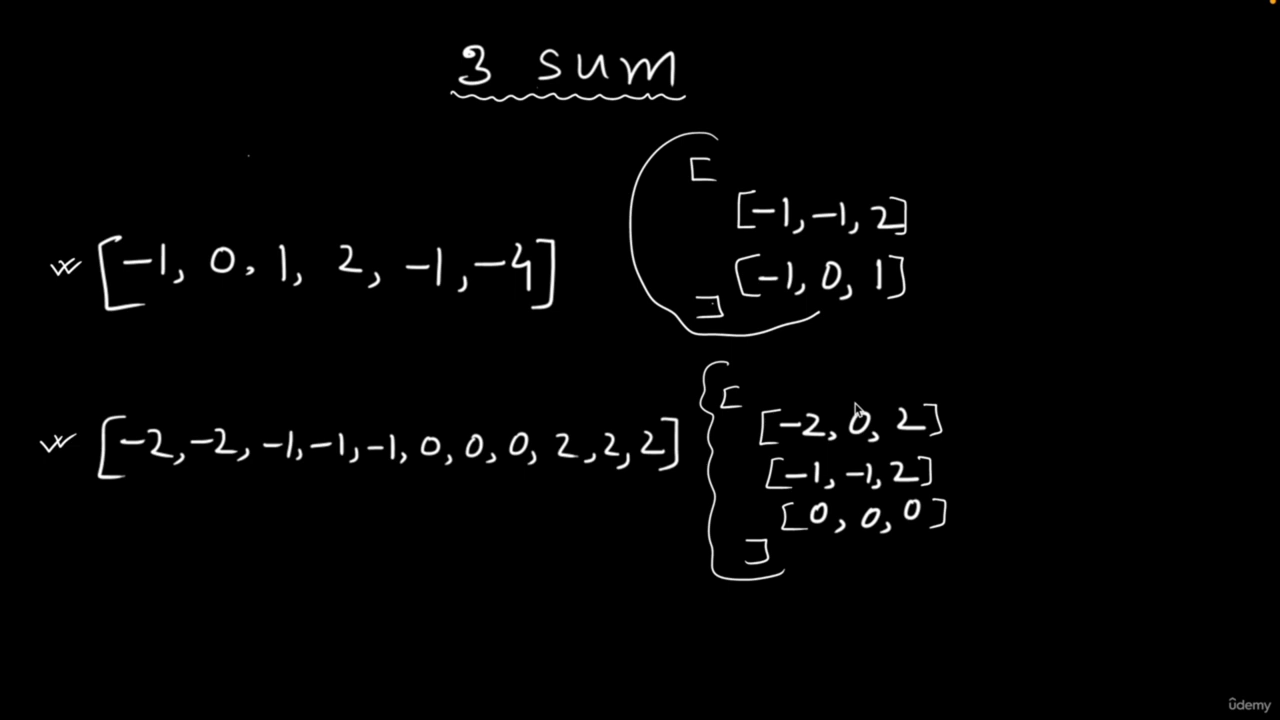 3 sum
[
[-1, -1, 2]
[-1, 0, 1, 2, -1, -4]
[-1, 0, 1]
]
[
[-2, 0, 2]
[-2, -2, -1, -1, -1, 0, 0, 0, 2, 2, 2]
[-1, -1, 2]
[0, 0, 0]
]
ûdemy